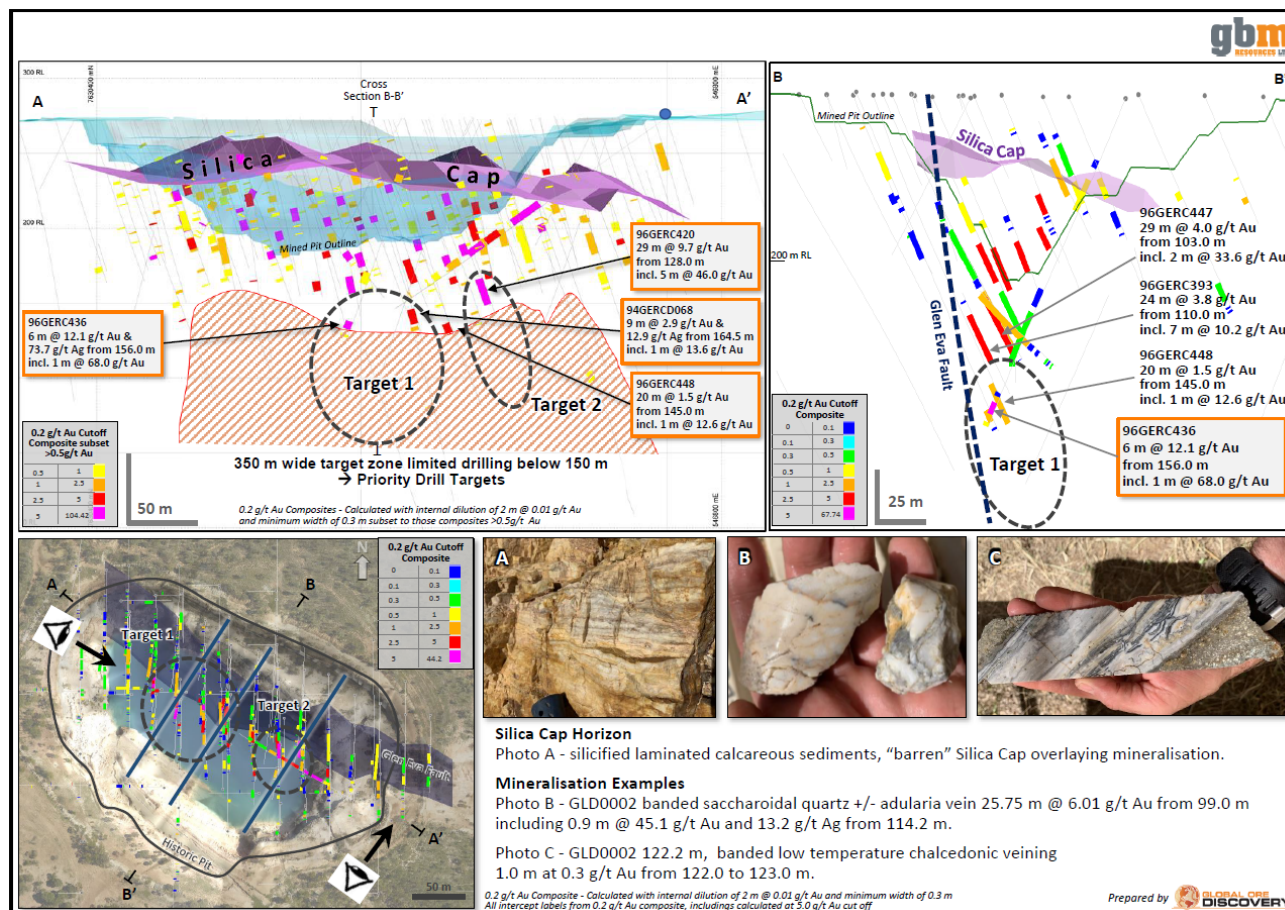 gbm
RESOURCES LTD
A
300 RL
7630400 mN
Cross
Section B-B'
T
546800 mE
A'
Silica Cap
200 RL
Mined Pit Outline
96GERC420
29 m @ 9.7 g/t Au
from 128.0 m
incl. 5 m @ 46.0 g/t Au
96GERC436
6 m @ 12.1 g/t Au &
73.7 g/t Ag from 156.0 m
incl. 1 m @ 68.0 g/t Au
94GERCD068
9 m @ 2.9 g/t Au &
12.9 g/t Ag from 164.5 m
incl. 1 m @ 13.6 g/t Au
Target 1
96GERC448
20 m @ 1.5 g/t Au
from 145.0 m
incl. 1 m @ 12.6 g/t Au
Target 2
0.2 g/t Au Cutoff
Composite subset
>0.5g/t Au
0.5 1
1 2.5
2.5 5
5 104.42
50 m
350 m wide target zone limited drilling below 150 m
→ Priority Drill Targets
0.2 g/t Au Composites - Calculated with internal dilution of 2 m @ 0.01 g/t Au
and minimum width of 0.3 m subset to those composites >0.5g/t Au
B
B'
Mined Pit Outline
Silica Cap
200 m RL
Glen Eva Fault
96GERC447
29 m @ 4.0 g/t Au
from 103.0 m
incl. 2 m @ 33.6 g/t Au
96GERC393
24 m @ 3.8 g/t Au
from 110.0 m
incl. 7 m @ 10.2 g/t Au
96GERC448
20 m @ 1.5 g/t Au
from 145.0 m
incl. 1 m @ 12.6 g/t Au
96GERC436
6 m @ 12.1 g/t Au
from 156.0 m
incl. 1 m @ 68.0 g/t Au
Target 1
0.2 g/t Au Cutoff
Composite
0 0.1
0.1 0.3
0.3 0.5
0.5 1
1 2.5
2.5 5
5 67.74
25 m
A
B
N
0.2 g/t Au Cutoff
Composite
0 0.1
0.1 0.3
0.3 0.5
0.5 1
1 2.5
2.5 5
5 44.2
Target 1
Target 2
Glen Eva Fault
Historic Pit
A'
B'
50 m
A
B
C
Silica Cap Horizon
Photo A - silicified laminated calcareous sediments, “barren” Silica Cap overlaying mineralisation.
Mineralisation Examples
Photo B - GLD0002 banded saccharoidal quartz +/- adularia vein 25.75 m @ 6.01 g/t Au from 99.0 m
including 0.9 m @ 45.1 g/t Au and 13.2 g/t Ag from 114.2 m.
Photo C - GLD0002 122.2 m, banded low temperature chalcedonic veining
1.0 m at 0.3 g/t Au from 122.0 to 123.0 m.
0.2 g/t Au Composite - Calculated with internal dilution of 2 m @ 0.01 g/t Au and minimum width of 0.3 m
All intercept labels from 0.2 g/t Au composite, includings calculated at 5.0 g/t Au cut off
Prepared by
GLOBAL ORE
DISCOVERY